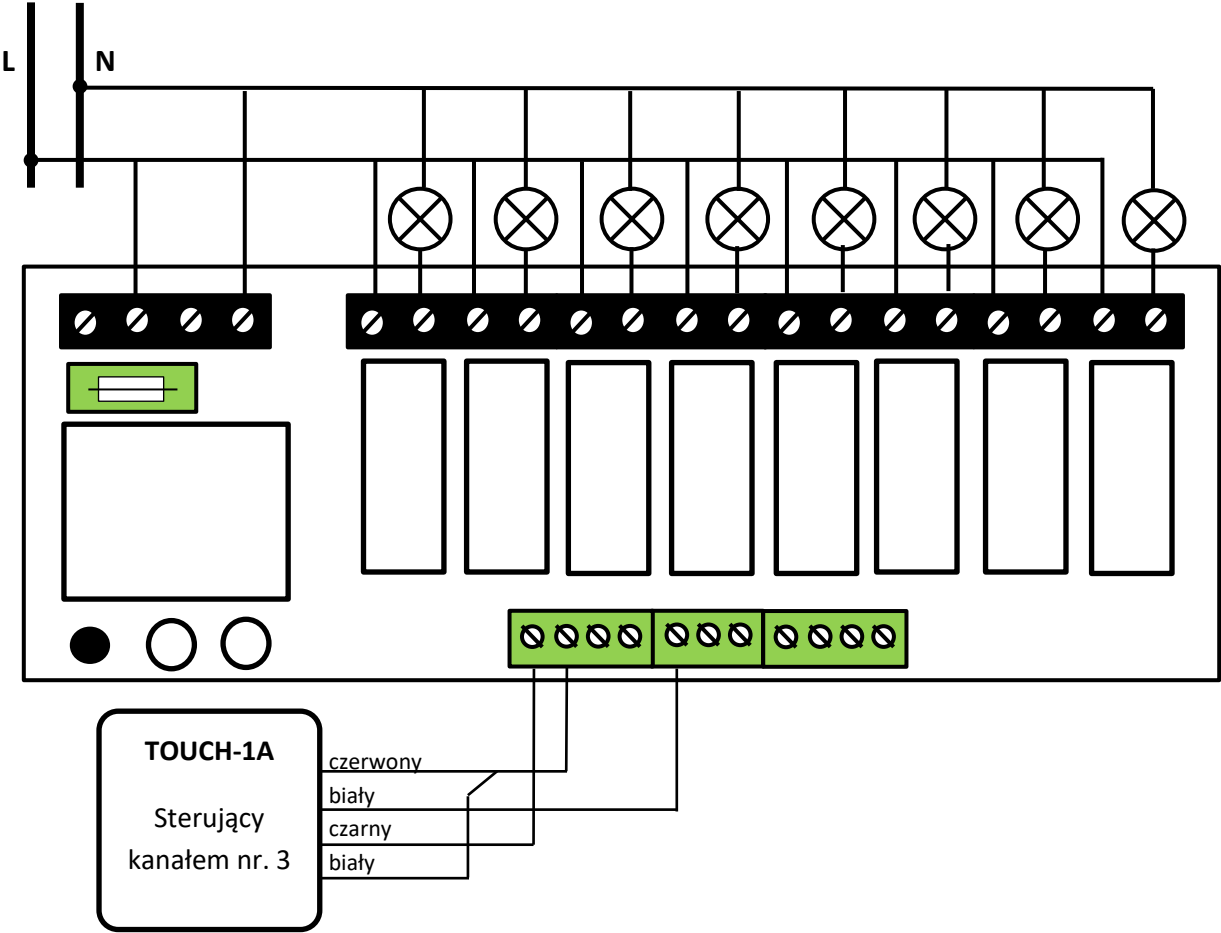 L
N
TOUCH-1A
Sterujący
kanałem nr. 3
czerwony
biały
czarny
biały